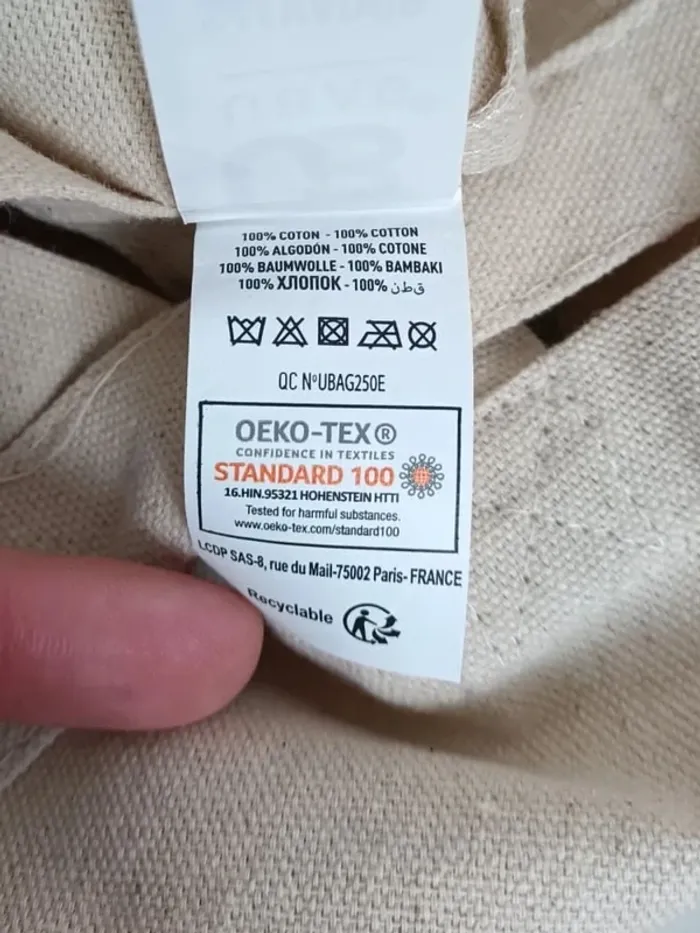 100% COTON - 100% COTTON
100% ALGODÓN - 100% COTONE
100% BAUMWOLLE - 100% BAMBAKI
100% ХЛОПОК - 100% قطن
QC NºUBAG250E
OEKO-TEX®
CONFIDENCE IN TEXTILES
STANDARD 100
16.HIN.95321 HOHENSTEIN HTTI
Tested for harmful substances.
www.oeko-tex.com/standard100
LCDP SAS-8, rue du Mail-75002 Paris- FRANCE
Recyclable